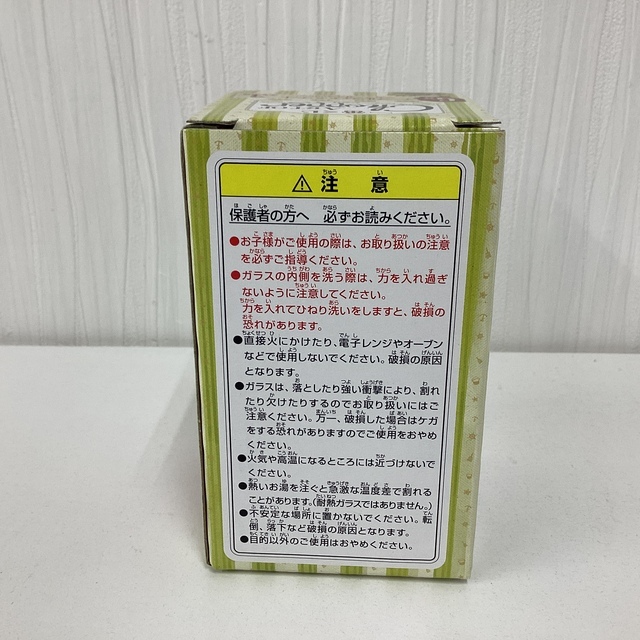 Chopper
⚠注意
保護者の方へ 必ずお読みください。
●お子様がご使用の際は、お取り扱いの注意
を必ずご指導ください。
●ガラスの内側を洗う際は、力を入れ過ぎ
ないように注意してください。
力を入れてひねり洗いをしますと、破損の
恐れがあります。
●直接火にかけたり、電子レンジやオーブン
などで使用しないでください。破損の原因
となります。
●ガラスは、落としたり強い衝撃により、割れ
たり欠けたりするのでお取り扱いにはご
注意ください。万一、破損した場合はケガ
をする恐れがありますのでご使用をおやめ
ください。
●火気や高温になるところには近づけないで
ください。
●熱いお湯を注ぐと急激な温度差で割れる
ことがあります。(耐熱ガラスではありません。)
●不安定な場所に置かないでください。転
倒、落下など破損の原因となります。
●目的以外のご使用はおやめください。